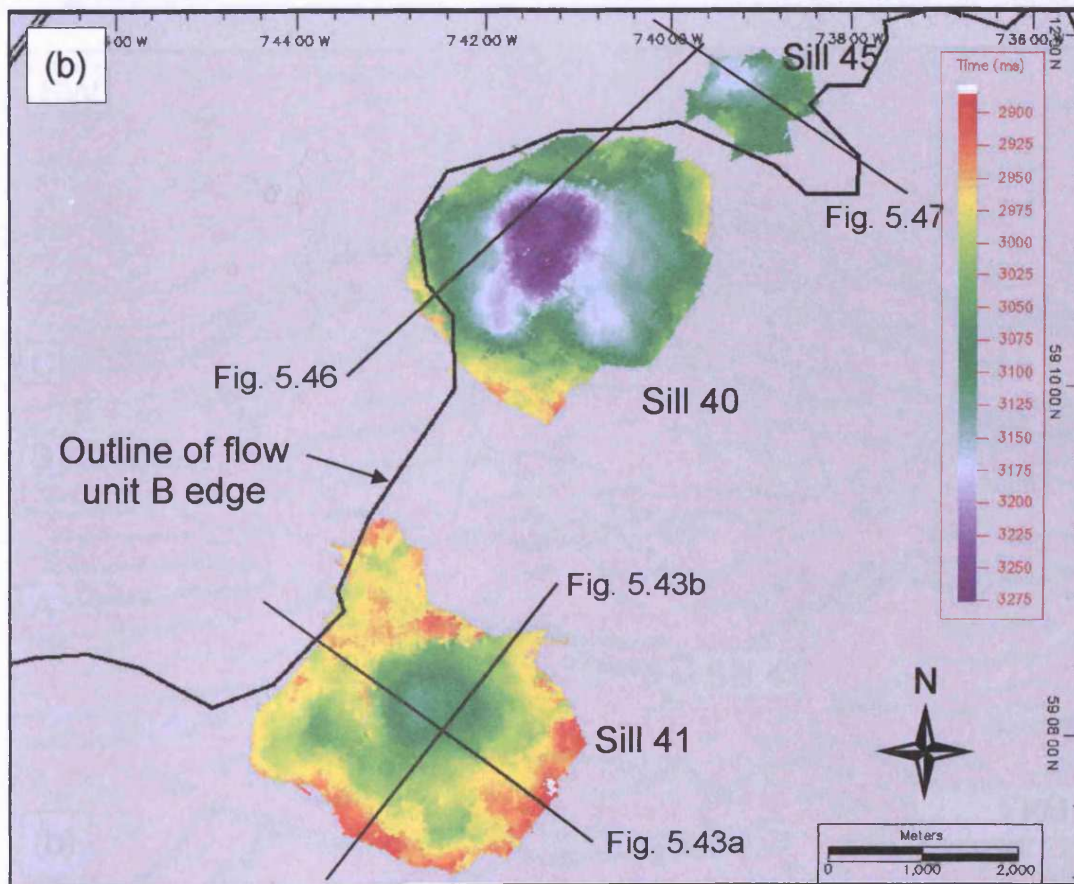 (b)
7 44 00 W
7 42 00 W
7 40 00 W
7 38 00 W
7 36 00 W
Sill 45
Time (ms)
2900
2925
2950
2975
3000
3025
3050
3075
3100
3125
3150
3175
3200
3225
3250
3275
Fig. 5.47
Fig. 5.46
Sill 40
59 10 00 N
Outline of flow
unit B edge
Fig. 5.43b
N
Sill 41
59 08 00 N
Fig. 5.43a
Meters
0
1,000
2,000